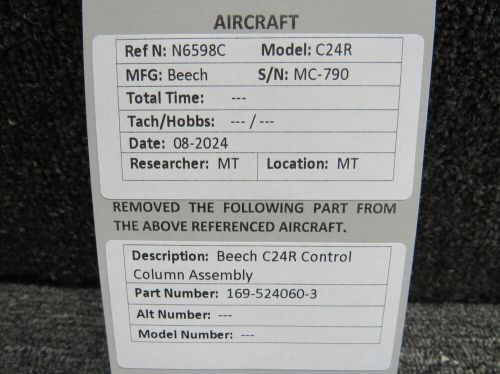 AIRCRAFT
Ref N: N6598C Model: C24R
MFG: Beech S/N: MC-790
Total Time: ---
Tach/Hobbs: --- / ---
Date: 08-2024
Researcher: MT Location: MT
REMOVED THE FOLLOWING PART FROM
THE ABOVE REFERENCED AIRCRAFT.
Description: Beech C24R Control
Column Assembly
Part Number: 169-524060-3
Alt Number: ---
Model Number: ---